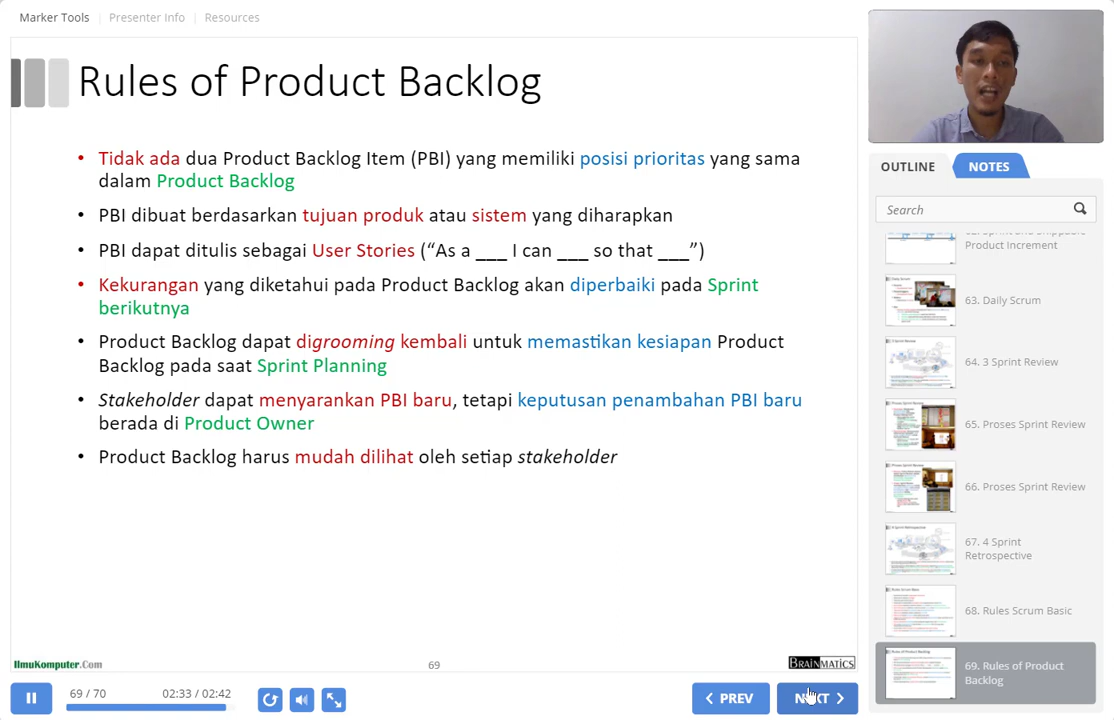 Marker Tools
Presenter Info
Resources
Rules of Product Backlog
• Tidak ada dua Product Backlog Item (PBI) yang memiliki posisi prioritas yang sama
dalam Product Backlog
• PBI dibuat berdasarkan tujuan produk atau sistem yang diharapkan
• PBI dapat ditulis sebagai User Stories (“As a ___ I can ___ so that ___”)
• Kekurangan yang diketahui pada Product Backlog akan diperbaiki pada Sprint
berikutnya
• Product Backlog dapat digrooming kembali untuk memastikan kesiapan Product
Backlog pada saat Sprint Planning
• Stakeholder dapat menyarankan PBI baru, tetapi keputusan penambahan PBI baru
berada di Product Owner
• Product Backlog harus mudah dilihat oleh setiap stakeholder
IlmuKomputer.Com
69
BRAINMATICS
69 / 70
02:33 / 02:42
PREV
NEXT
OUTLINE
NOTES
Search
Product Increment
63. Daily Scrum
64. 3 Sprint Review
65. Proses Sprint Review
66. Proses Sprint Review
67. 4 Sprint
Retrospective
68. Rules Scrum Basic
69. Rules of Product
Backlog